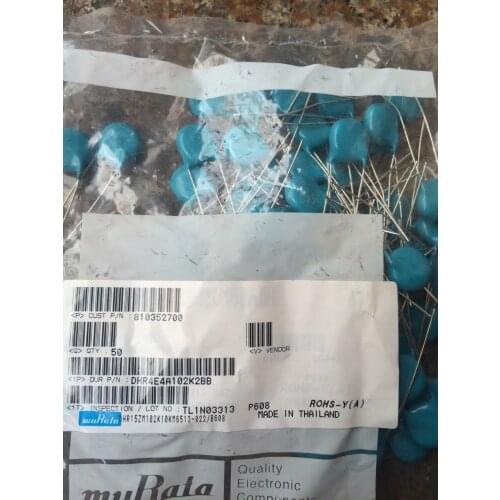 <P> CUST P/N : 810352700
<Q> QTY . 50
<V> VENDOR
<1P> OUR P/N : DHR4E4A102K2BB
<1T> INSPECTION / LOT NO : TL1N03313 P608 ROHS-Y(A)
MADE IN THAILAND
muRata
Quality
muRata
Electronic